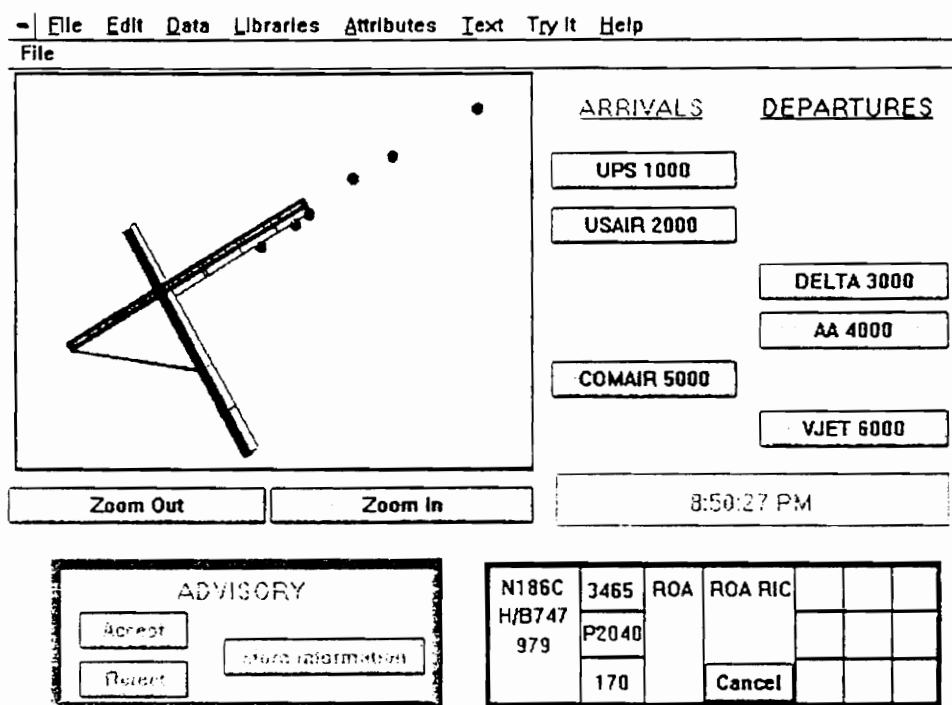 File Edit Data Libraries Attributes Text Try It Help
File
ARRIVALS DEPARTURES
UPS 1000
USAIR 2000
DELTA 3000
AA 4000
COMAIR 5000
VJET 6000
Zoom Out Zoom In 8:50:27 PM
ADVISORY
Accept
More information
Reject
N186C 3465 ROA ROA RIC
H/B747
979 P2040
170 Cancel